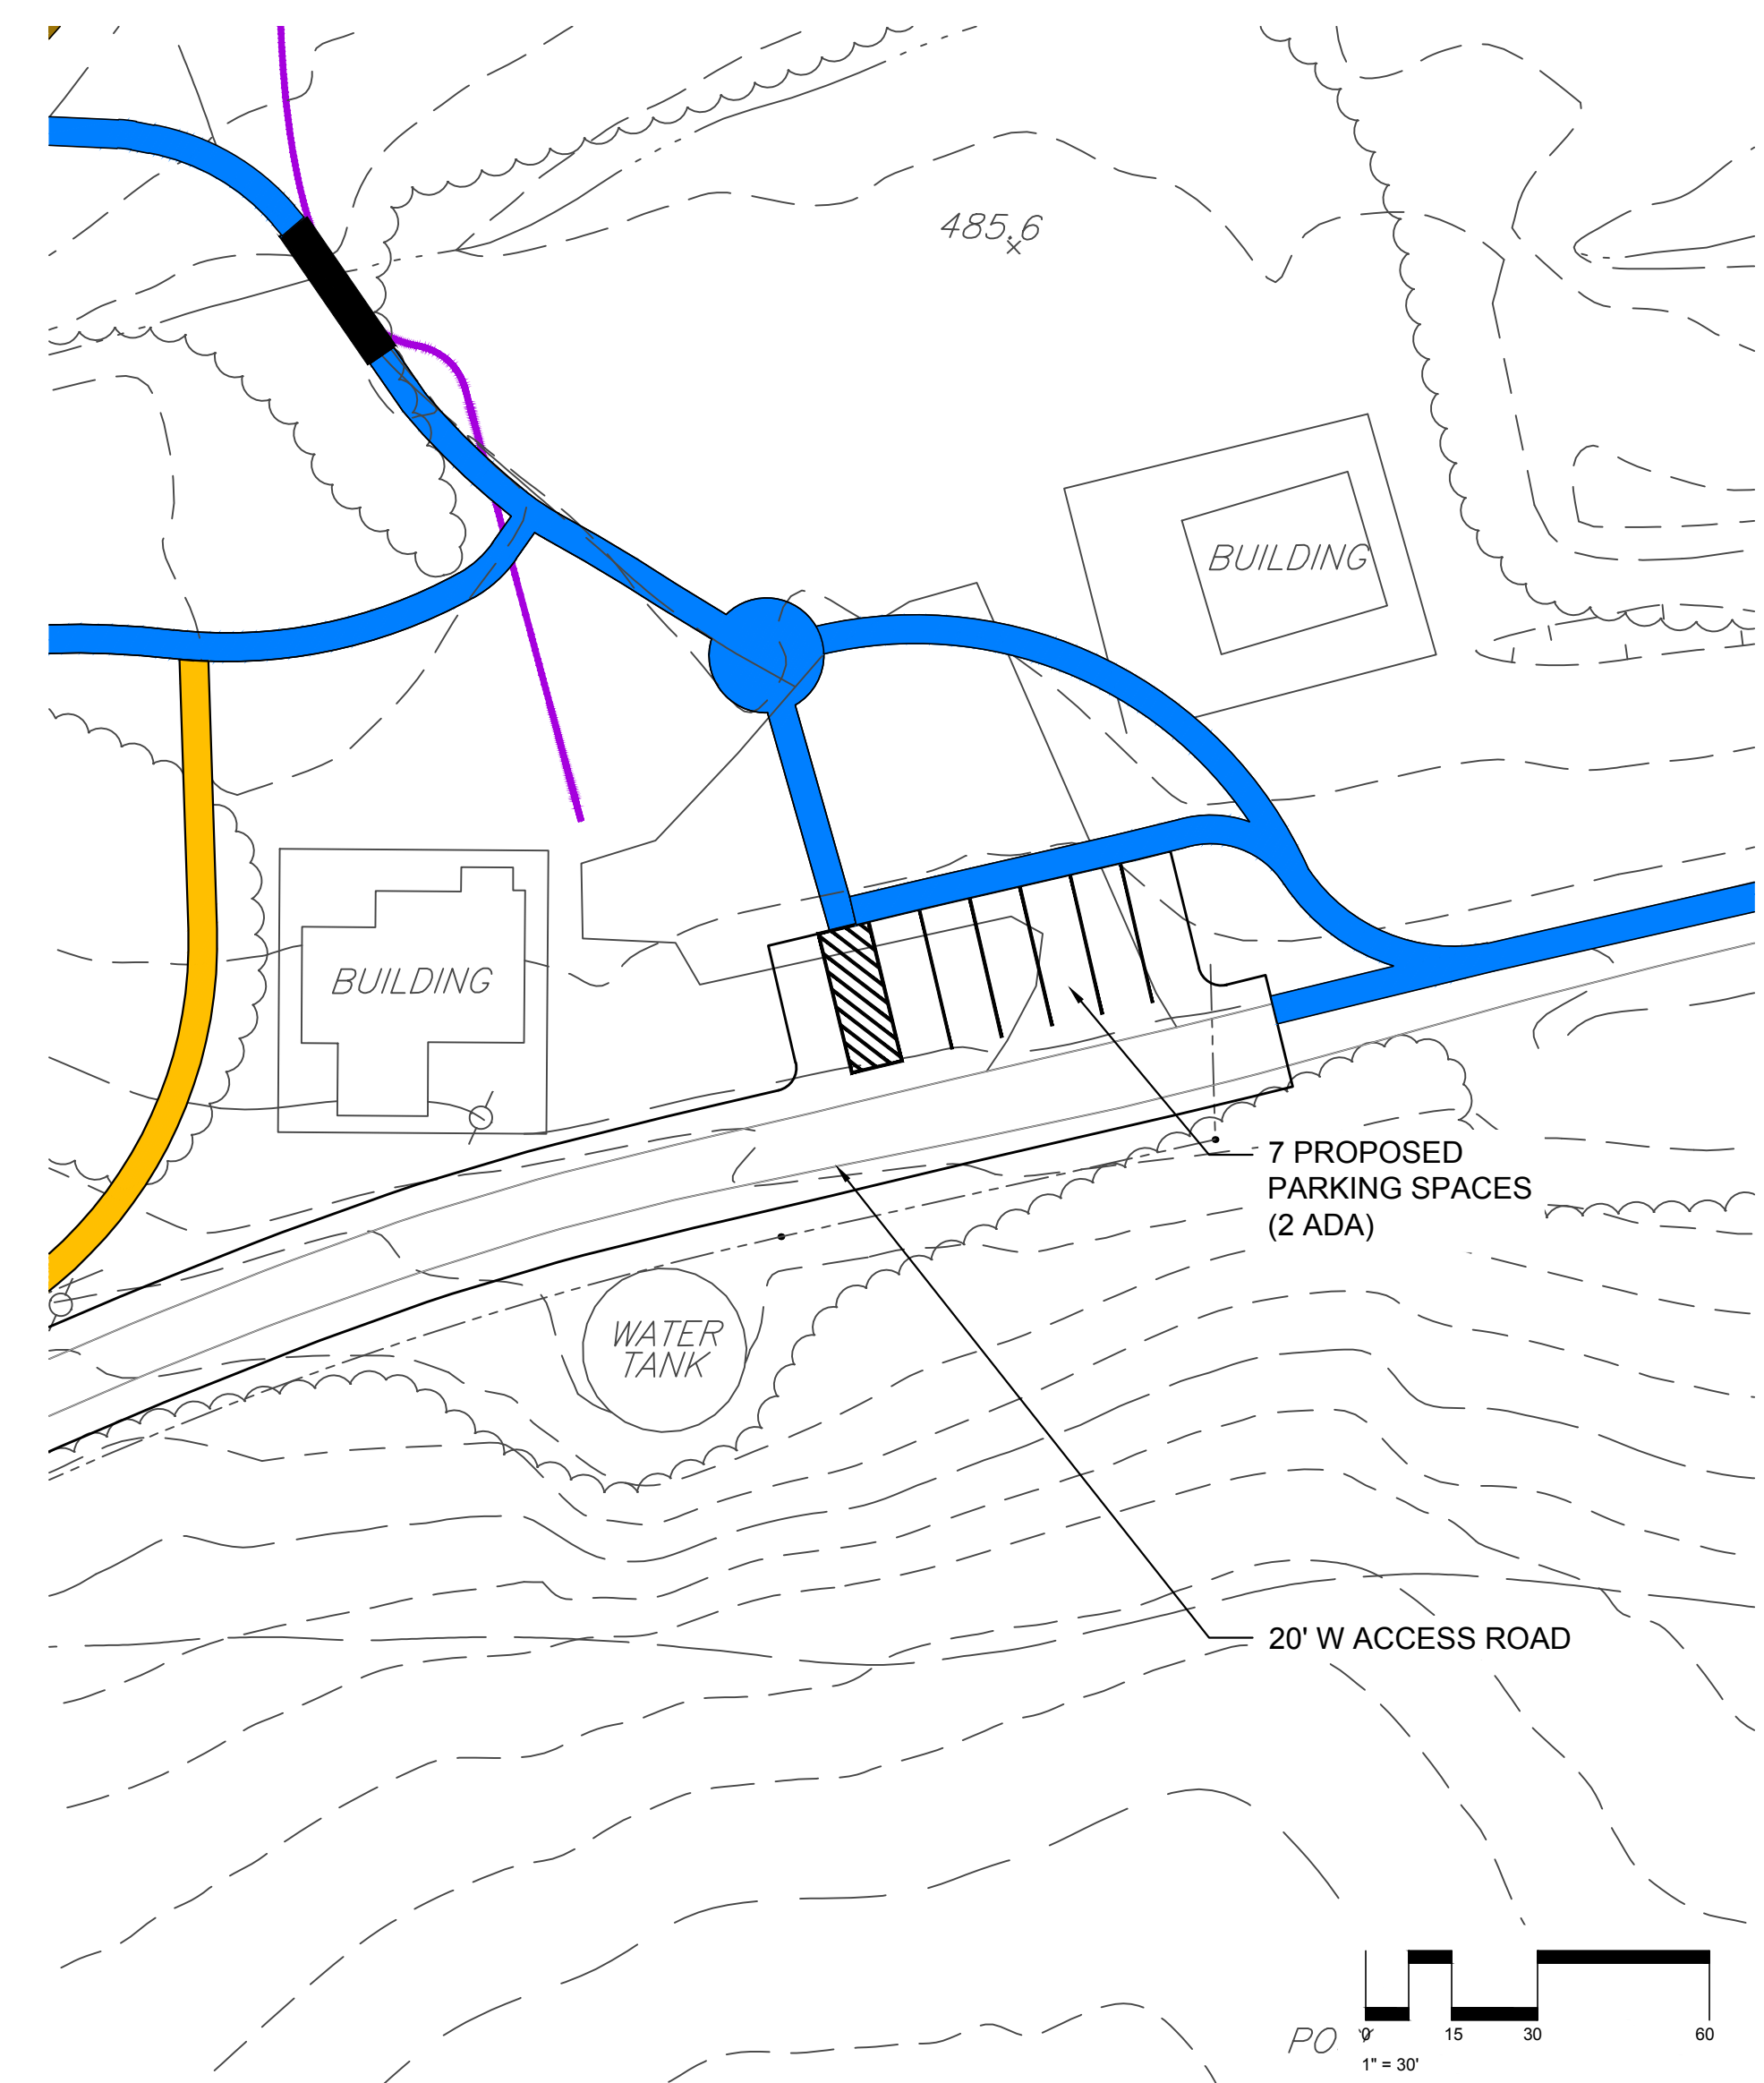 485.6
BUILDING
BUILDING
7 PROPOSED
PARKING SPACES
(2 ADA)
WATER
TANK
20' W ACCESS ROAD
PO
0 15 30 60
1" = 30'